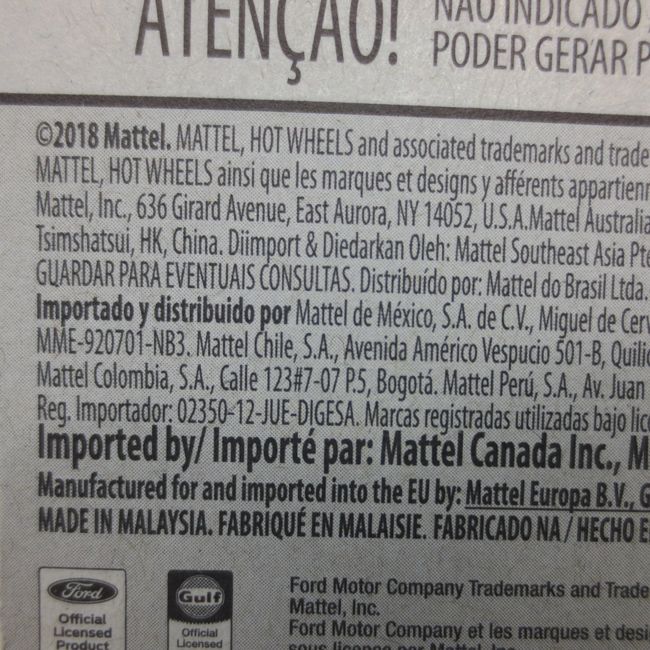 ATENÇÃO!
NÃO INDICADO
PODER GERAR P
©2018 Mattel. MATTEL, HOT WHEELS and associated trademarks and trade
MATTEL, HOT WHEELS ainsi que les marques et designs y afférents appartienn
Mattel, Inc., 636 Girard Avenue, East Aurora, NY 14052, U.S.A.Mattel Australia
Tsimshatsui, HK, China. Diimport & Diedarkan Oleh: Mattel Southeast Asia Pte
GUARDAR PARA EVENTUAIS CONSULTAS. Distribuído por: Mattel do Brasil Ltda.
Importado y distribuido por Mattel de México, S.A. de C.V., Miguel de Cerv
MME-920701-NB3. Mattel Chile, S.A., Avenida Américo Vespucio 501-B, Quilic
Mattel Colombia, S.A., Calle 123#7-07 P.5, Bogotá. Mattel Perú, S.A., Av. Juan
Reg. Importador: 02350-12-JUE-DIGESA. Marcas registradas utilizadas bajo lice
Imported by/ Importé par: Mattel Canada Inc., M
Manufactured for and imported into the EU by: Mattel Europa B.V., G
MADE IN MALAYSIA. FABRIQUÉ EN MALAISIE. FABRICADO NA / HECHO E
Ford
Official
Licensed
Product
Gulf
Official
Licensed
Ford Motor Company Trademarks and Trade
Mattel, Inc.
Ford Motor Company et les marques et desi
sous licence par Mattel, Inc.